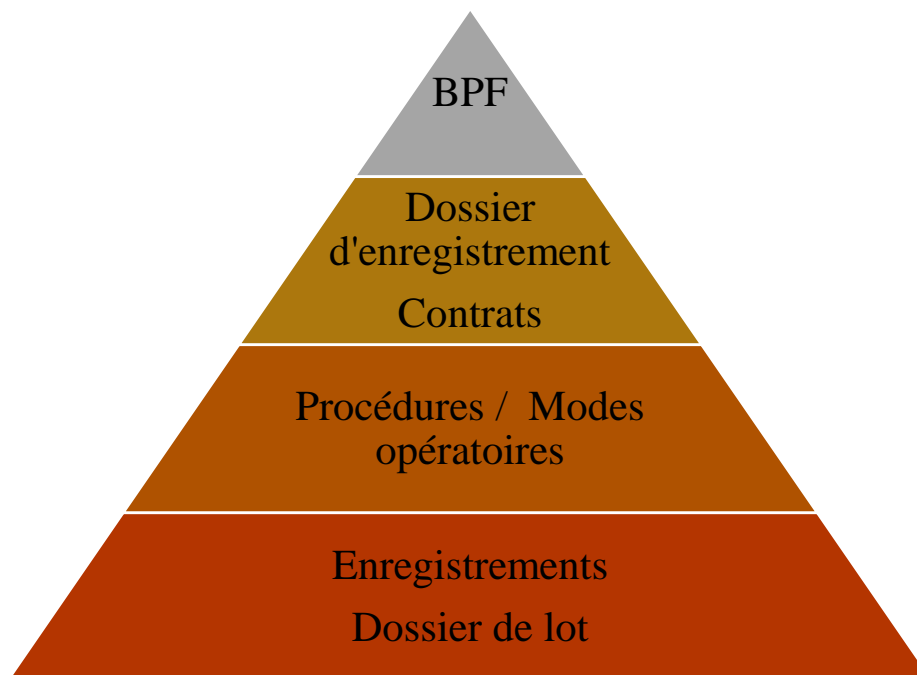 BPF
Dossier
d'enregistrement
Contrats
Procédures / Modes
opératoires
Enregistrements
Dossier de lot